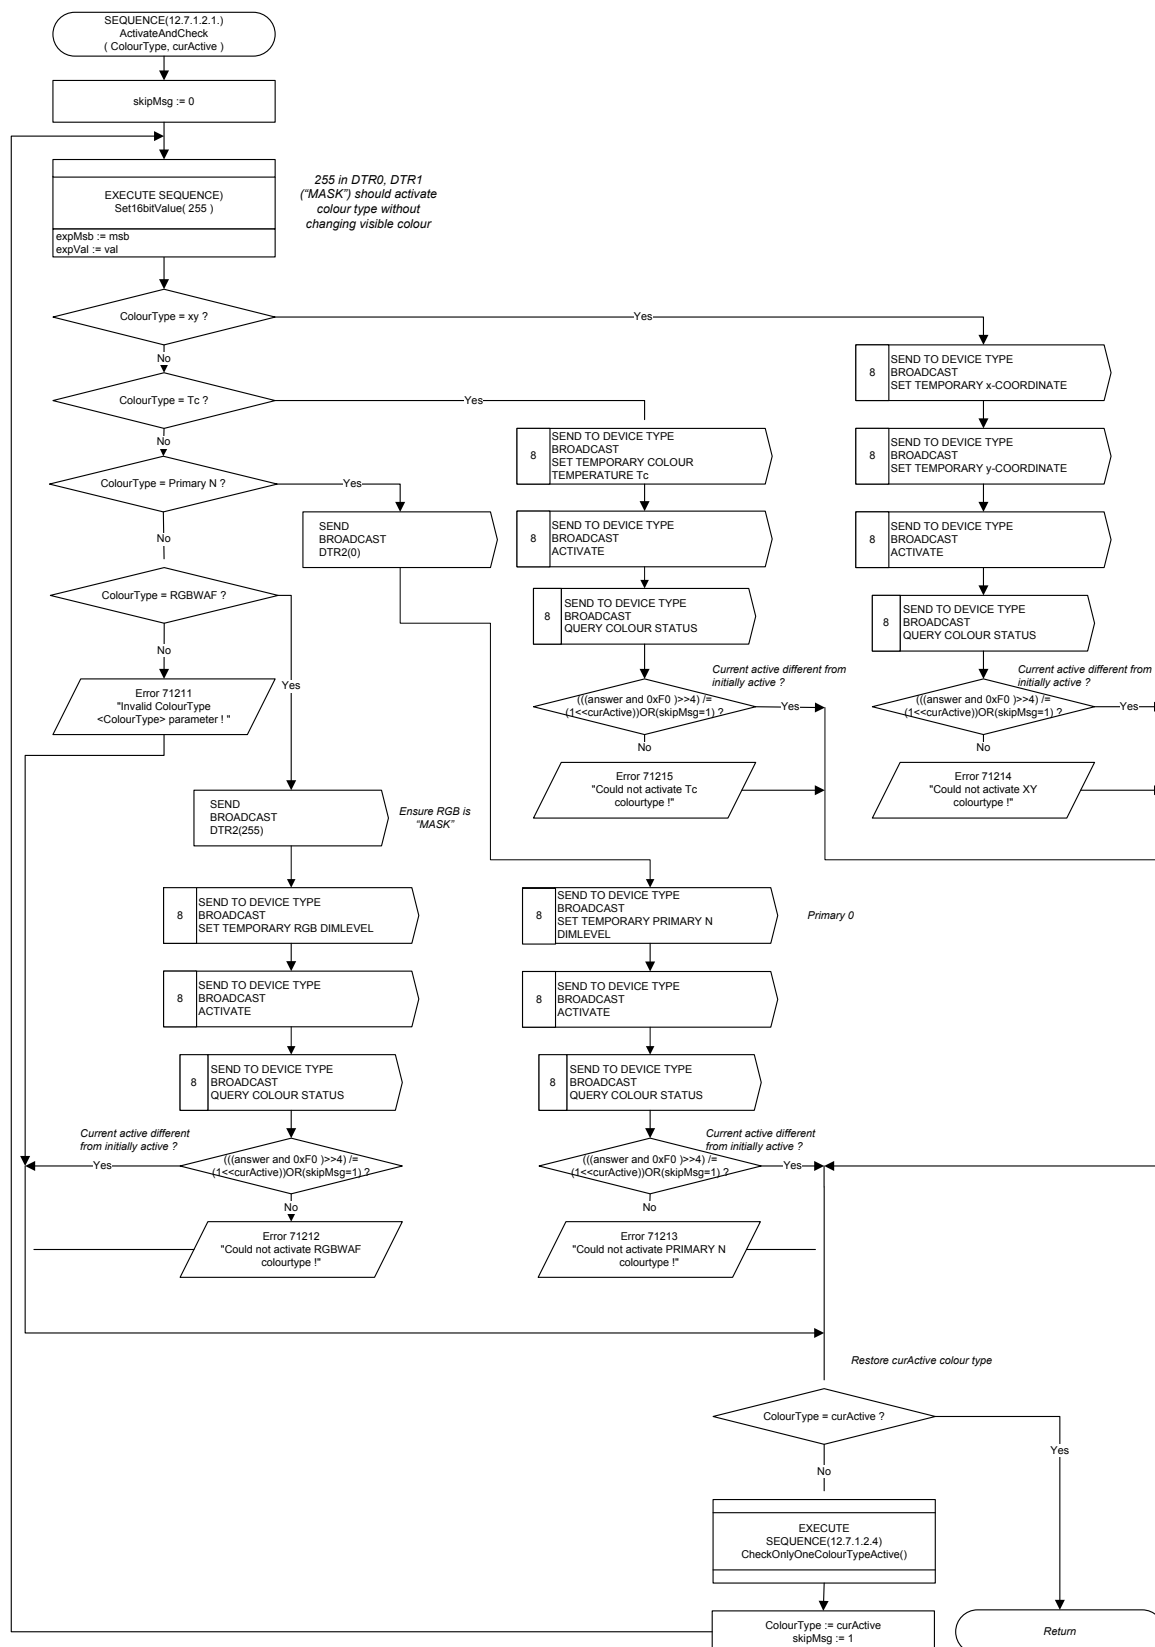 SEQUENCE(12.7.1.2.1.)
ActivateAndCheck
( ColourType, curActive )
skipMsg := 0
EXECUTE SEQUENCE)
Set16bitValue( 255 )
expMsb := msb
expVal := val
255 in DTR0, DTR1
("MASK") should activate
colour type without
changing visible colour
ColourType = xy ?
Yes
No
8
SEND TO DEVICE TYPE
BROADCAST
SET TEMPORARY x-COORDINATE
ColourType = Tc ?
Yes
No
8
SEND TO DEVICE TYPE
BROADCAST
SET TEMPORARY COLOUR
TEMPERATURE Tc
8
SEND TO DEVICE TYPE
BROADCAST
SET TEMPORARY y-COORDINATE
ColourType = Primary N ?
Yes
No
SEND
BROADCAST
DTR2(0)
8
SEND TO DEVICE TYPE
BROADCAST
ACTIVATE
8
SEND TO DEVICE TYPE
BROADCAST
ACTIVATE
ColourType = RGBWAF ?
No
Yes
8
SEND TO DEVICE TYPE
BROADCAST
QUERY COLOUR STATUS
8
SEND TO DEVICE TYPE
BROADCAST
QUERY COLOUR STATUS
Error 71211
"Invalid ColourType
<ColourType> parameter ! "
Current active different from
initially active ?
(((answer and 0xF0 )>>4) /=
(1<<curActive))OR(skipMsg=1) ?
Yes
No
Current active different from
initially active ?
(((answer and 0xF0 )>>4) /=
(1<<curActive))OR(skipMsg=1) ?
Yes
No
Error 71215
"Could not activate Tc
colourtype !"
Error 71214
"Could not activate XY
colourtype !"
SEND
BROADCAST
DTR2(255)
Ensure RGB is
"MASK"
8
SEND TO DEVICE TYPE
BROADCAST
SET TEMPORARY RGB DIMLEVEL
8
SEND TO DEVICE TYPE
BROADCAST
SET TEMPORARY PRIMARY N
DIMLEVEL
Primary 0
8
SEND TO DEVICE TYPE
BROADCAST
ACTIVATE
8
SEND TO DEVICE TYPE
BROADCAST
ACTIVATE
8
SEND TO DEVICE TYPE
BROADCAST
QUERY COLOUR STATUS
8
SEND TO DEVICE TYPE
BROADCAST
QUERY COLOUR STATUS
Current active different
from initially active ?
Yes
(((answer and 0xF0 )>>4) /=
(1<<curActive))OR(skipMsg=1) ?
No
Current active different
from initially active ?
(((answer and 0xF0 )>>4) /=
(1<<curActive))OR(skipMsg=1) ?
Yes
No
Error 71212
"Could not activate RGBWAF
colourtype !"
Error 71213
"Could not activate PRIMARY N
colourtype !"
Restore curActive colour type
ColourType = curActive ?
Yes
No
EXECUTE
SEQUENCE(12.7.1.2.4)
CheckOnlyOneColourTypeActive()
ColourType := curActive
skipMsg := 1
Return